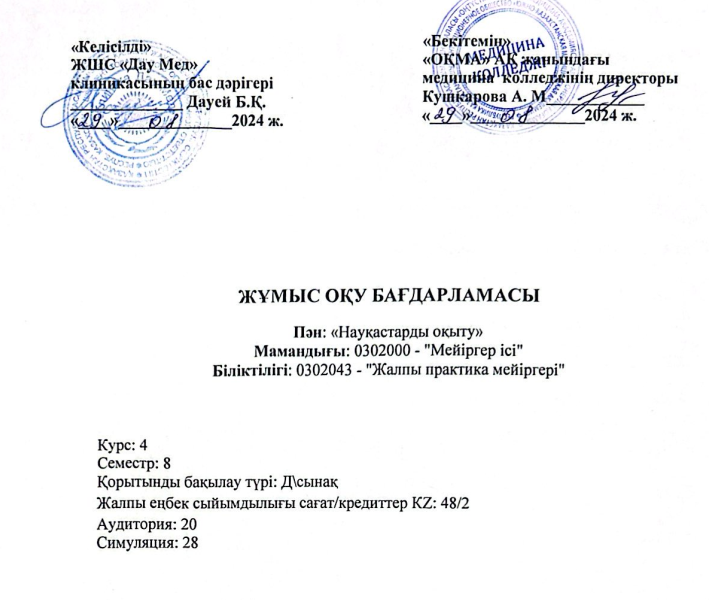 «Келісілді»
ЖШС «Дау Мед»
клиникасының бас дәрігері
Дауей Б.Қ.
«29» 08 2024 ж.
«Бекітемін»
«ОҚМА» АҚ жанындағы
медицина колледжінің директоры
Кушкарова А. М.
«29» 08 2024 ж.
МЕДИЦИНА
КОЛЛЕДЖІ
ЖҰМЫС ОҚУ БАҒДАРЛАМАСЫ
Пән: «Науқастарды оқыту»
Мамандығы: 0302000 - "Мейіргер ісі"
Біліктілігі: 0302043 - "Жалпы практика мейіргері"
Курс: 4
Семестр: 8
Қорытынды бақылау түрі: Д\сынақ
Жалпы еңбек сыйымдылығы сағат/кредиттер KZ: 48/2
Аудитория: 20
Симуляция: 28